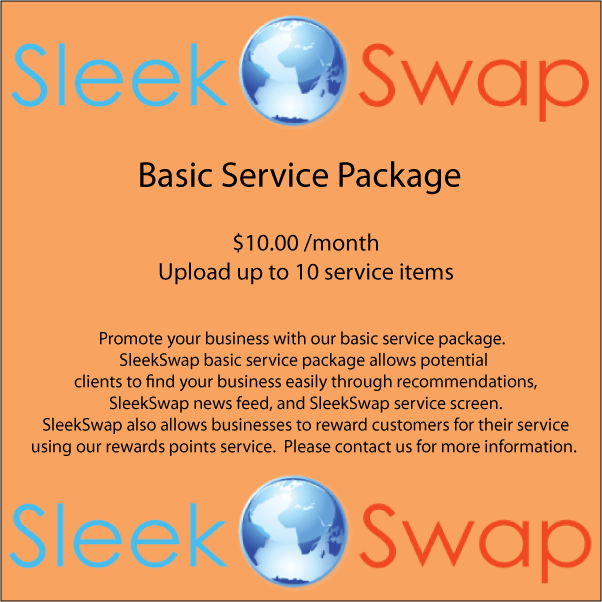 Sleek Swap
Basic Service Package
$10.00 /month
Upload up to 10 service items
Promote your business with our basic service package.
SleekSwap basic service package allows potential
clients to find your business easily through recommendations,
SleekSwap news feed, and SleekSwap service screen.
SleekSwap also allows businesses to reward customers for their service
using our rewards points service. Please contact us for more information.
Sleek Swap